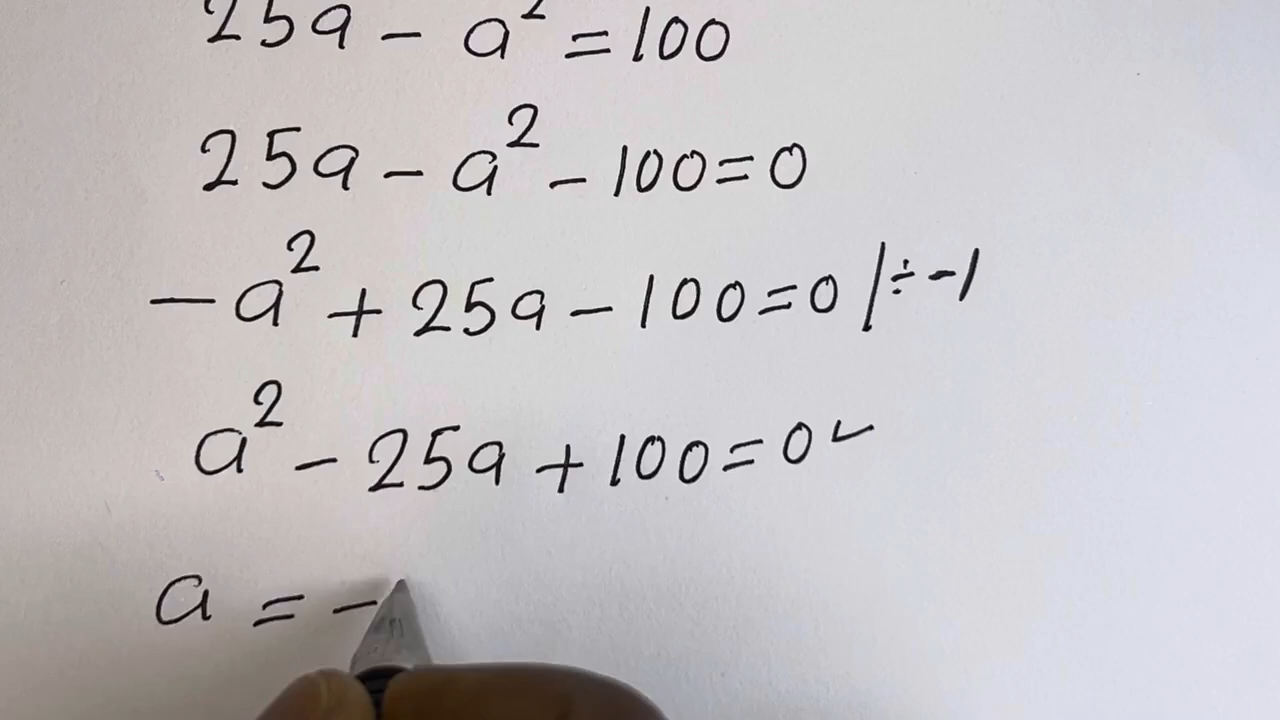 25a - a² = 100
25a - a² - 100 = 0
- a² + 25a - 100 = 0 | ÷ -1
a² - 25a + 100 = 0 ✓
a = -